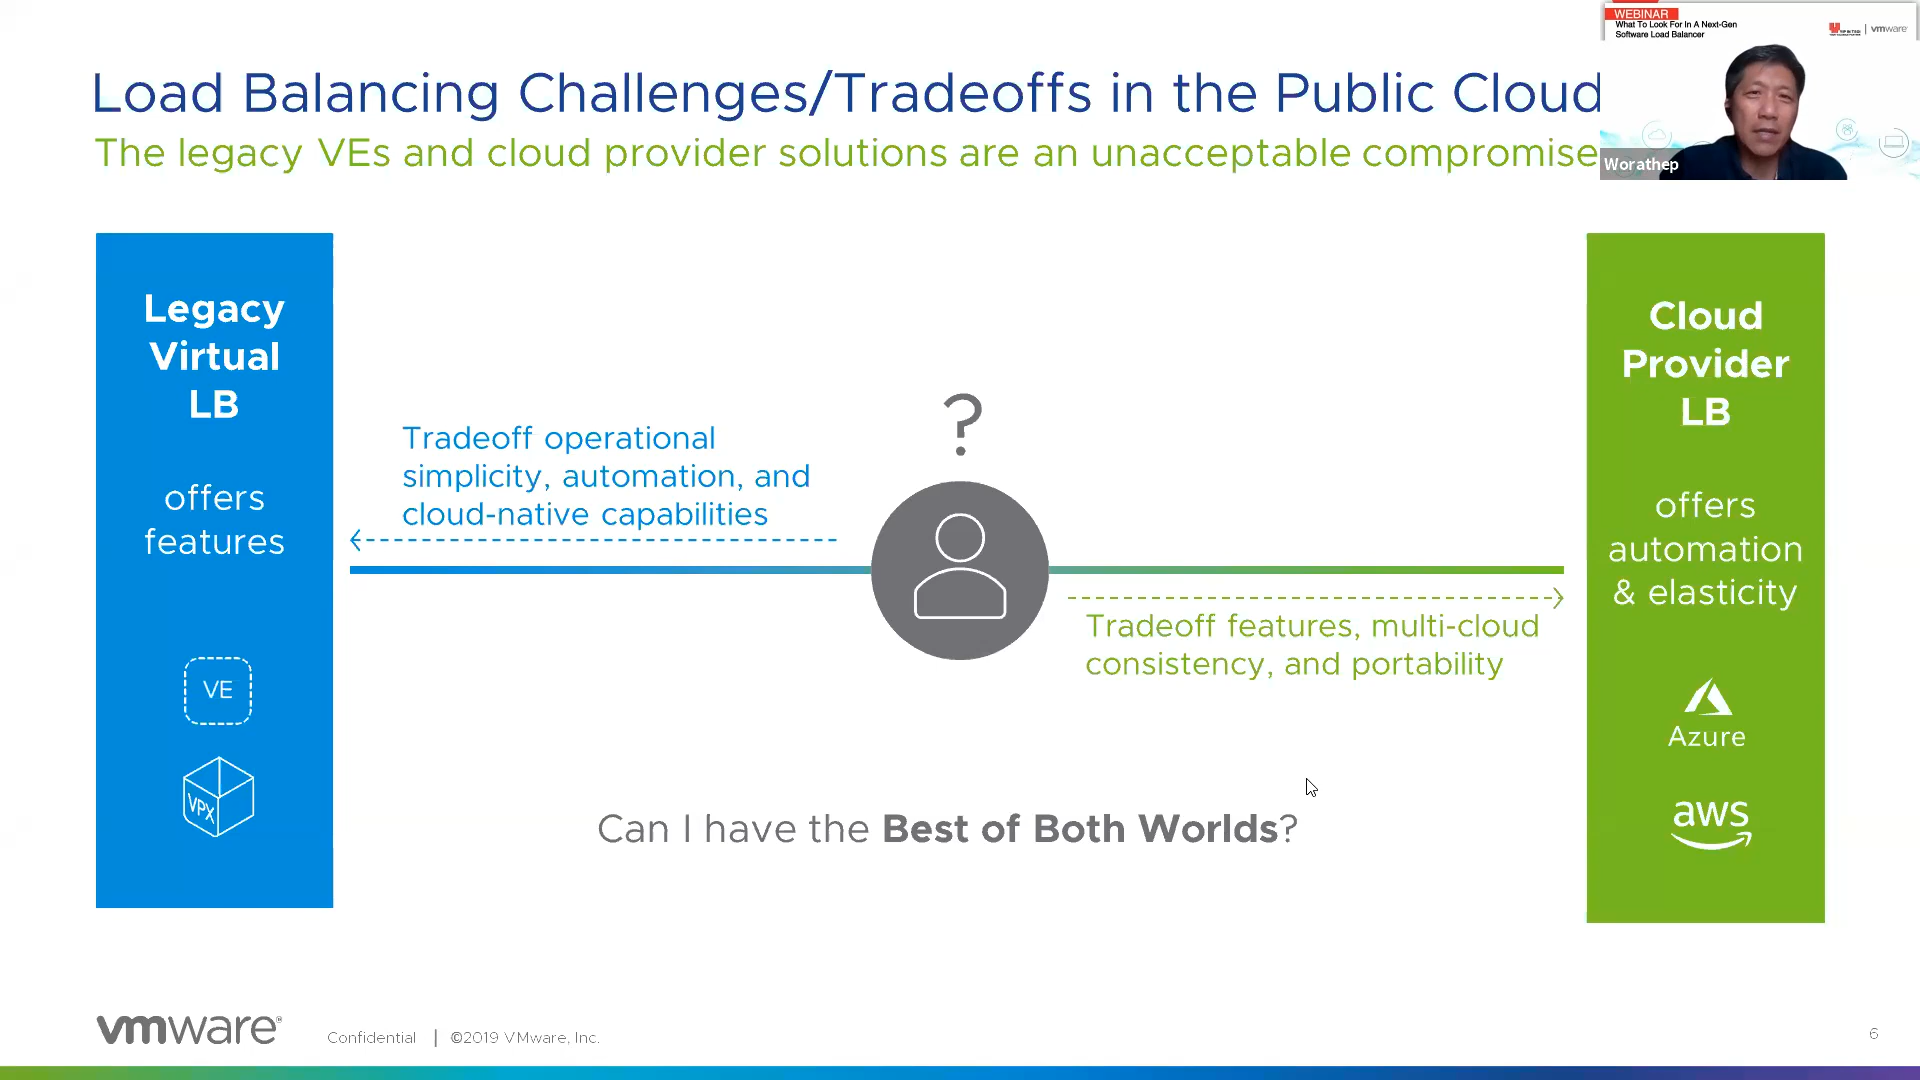 WEBINAR
What To Look For In A Next-Gen
Software Load Balancer
vmware
Worathep
Load Balancing Challenges/Tradeoffs in the Public Cloud
The legacy VEs and cloud provider solutions are an unacceptable compromise
Legacy
Virtual
LB
offers
features
VE
VPX
Tradeoff operational
simplicity, automation, and
cloud-native capabilities
?
Tradeoff features, multi-cloud
consistency, and portability
Can I have the Best of Both Worlds?
Cloud
Provider
LB
offers
automation
& elasticity
Azure
aws
vmware®
Confidential | ©2019 VMware, Inc.
6